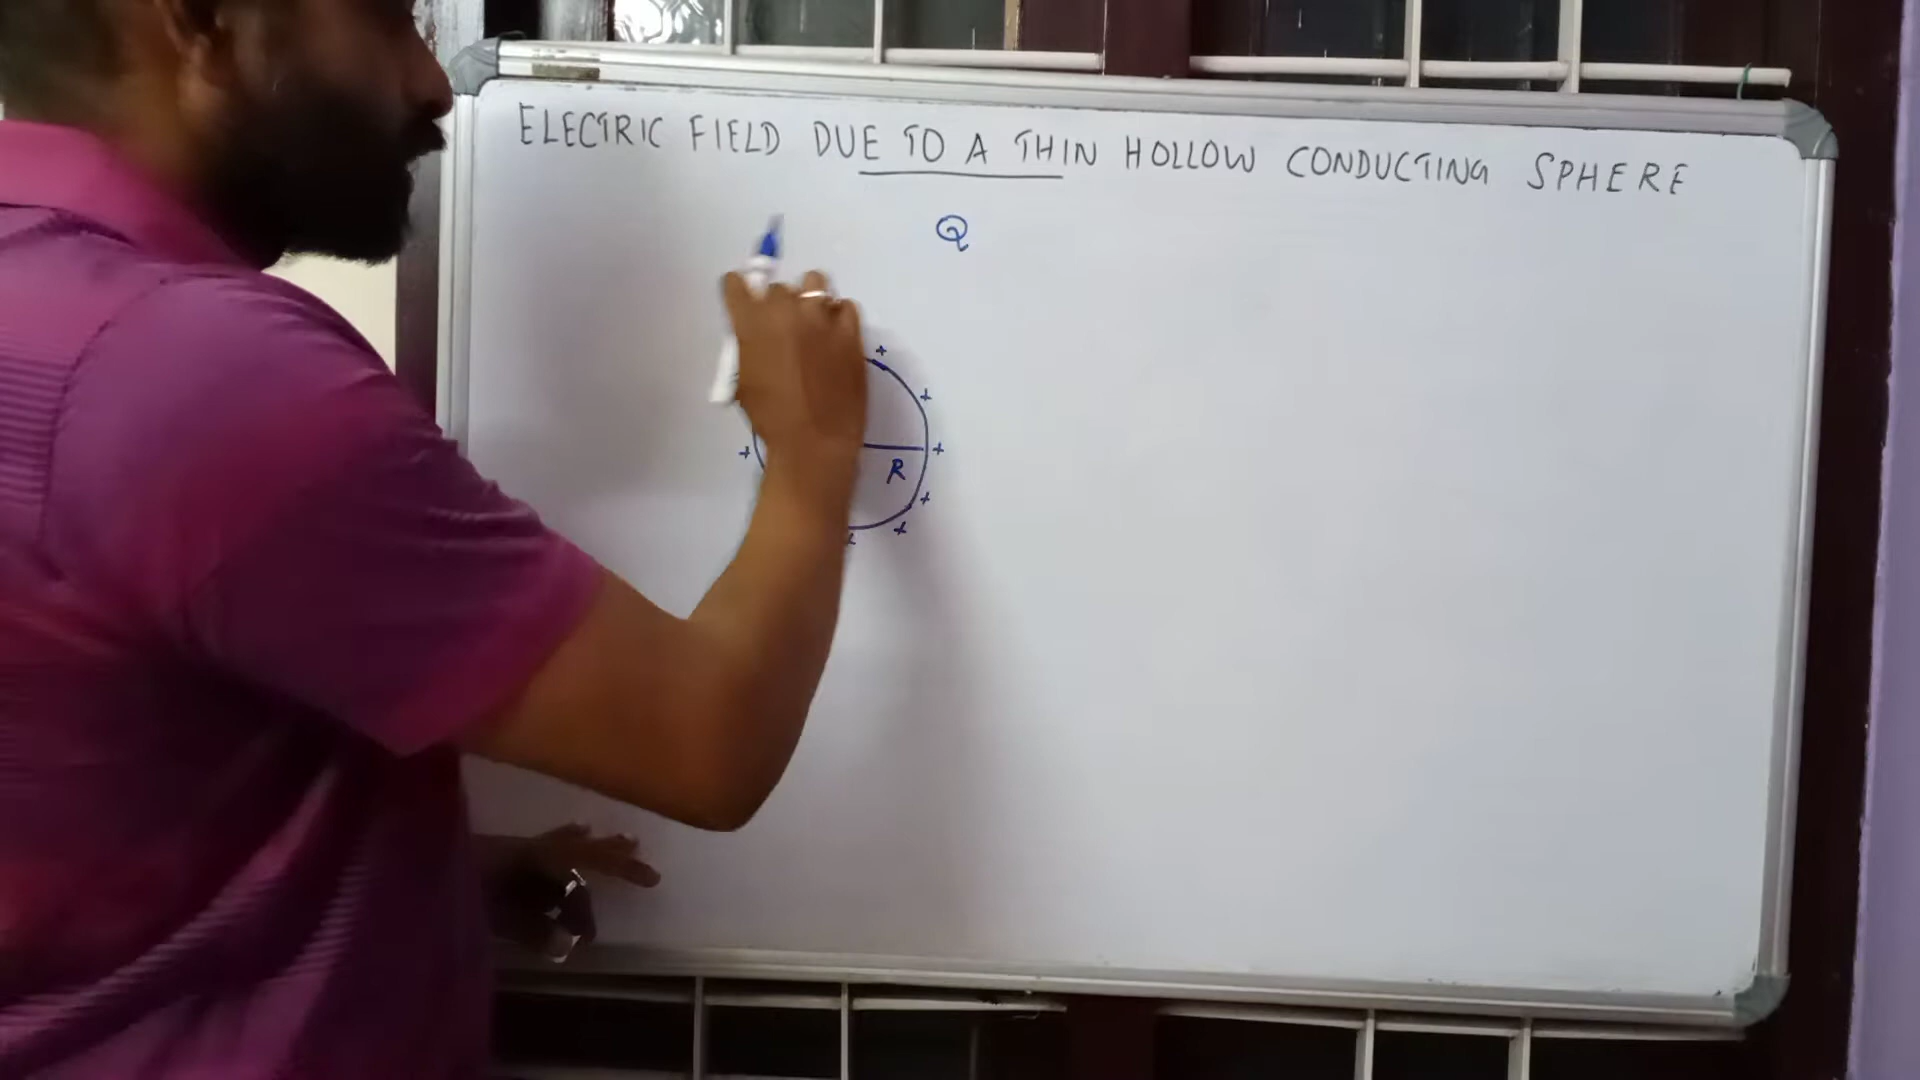 ELECTRIC FIELD DUE TO A THIN HOLLOW CONDUCTING SPHERE
Q
+
+
+ +
R
+
+
+